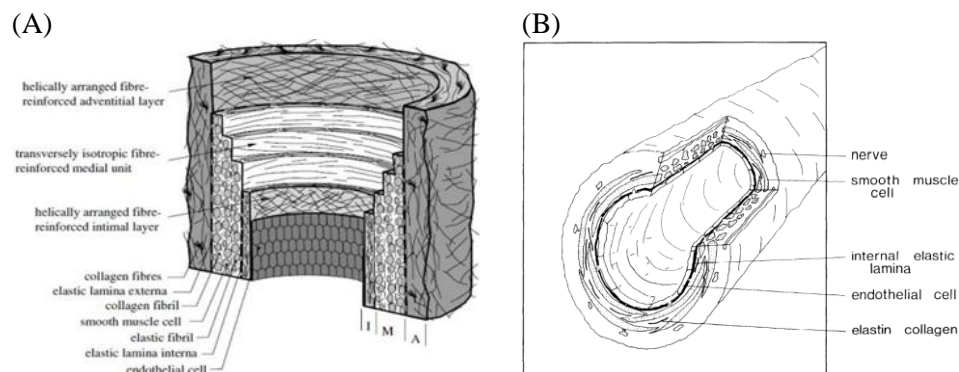 (A)
helically arranged fibre-
reinforced adventitial layer
transversely isotropic fibre-
reinforced medial unit
helically arranged fibre-
reinforced intimal layer
collagen fibres
elastic lamina externa
collagen fibril
smooth muscle cell
elastic fibril
elastic lamina interna
endothelial cell
I M A
(B)
nerve
smooth muscle
cell
internal elastic
lamina
endothelial cell
elastin collagen